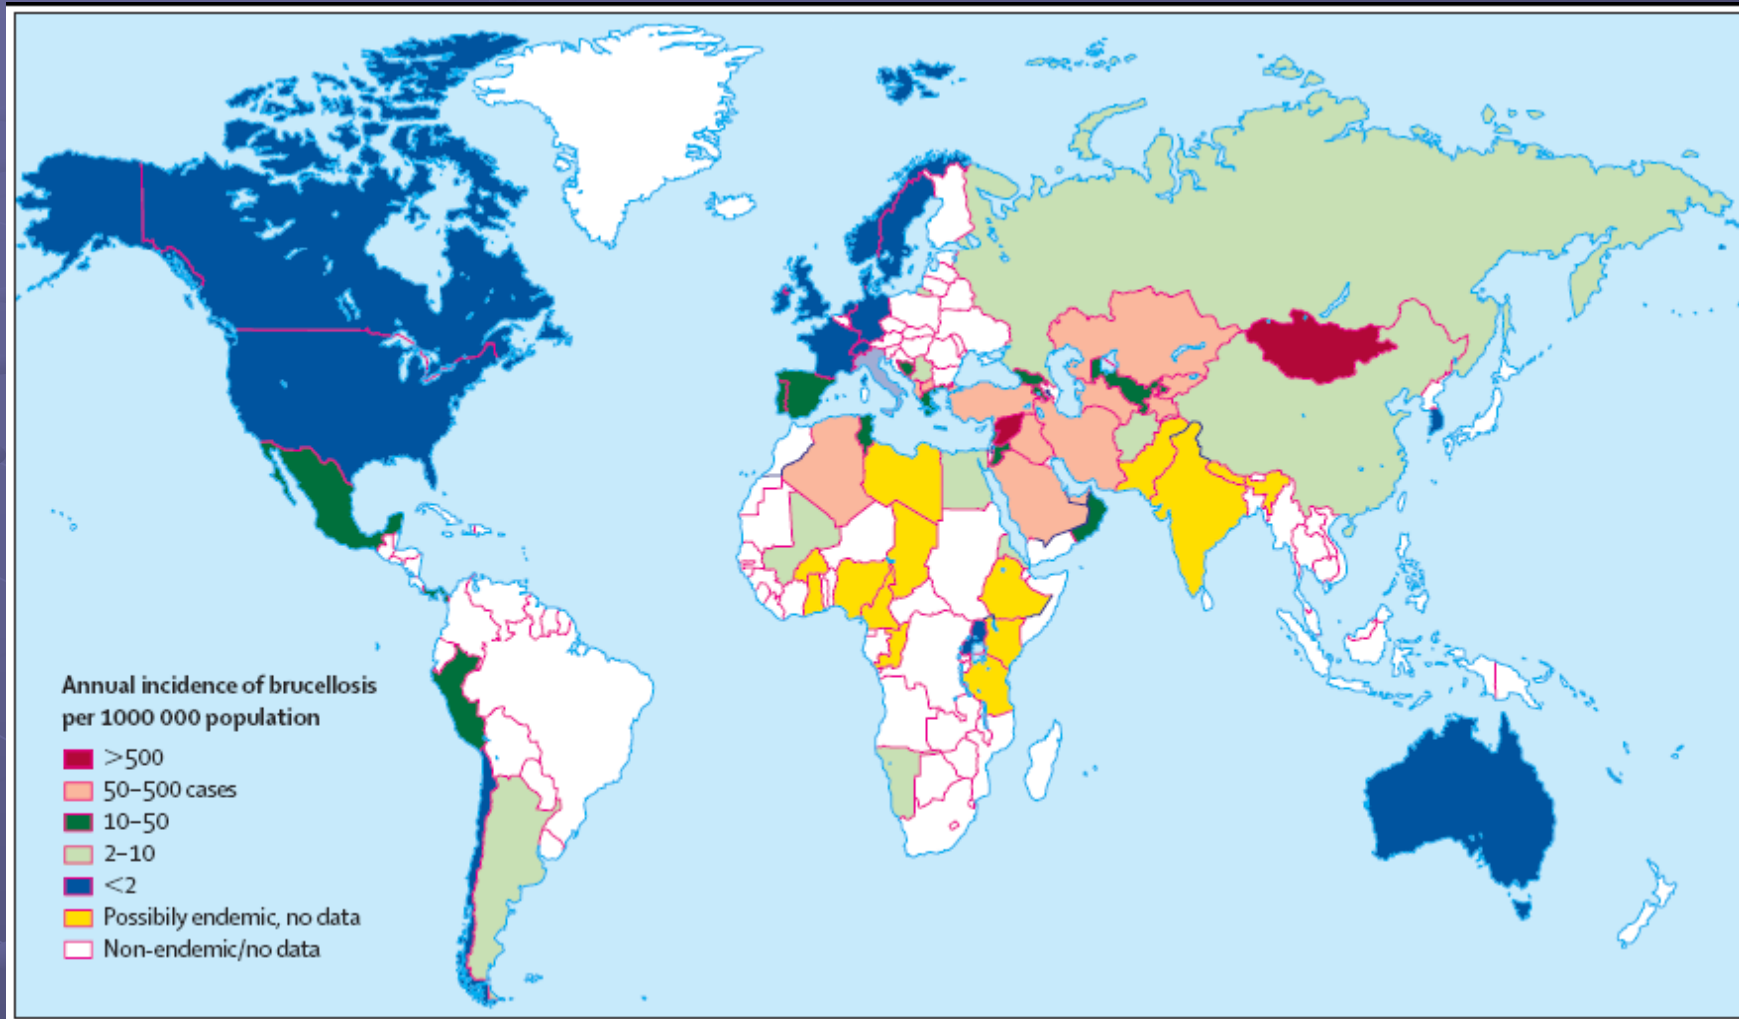 Annual incidence of brucellosis
per 1000 000 population
>500
50–500 cases
10–50
2–10
<2
Possibily endemic, no data
Non-endemic/no data